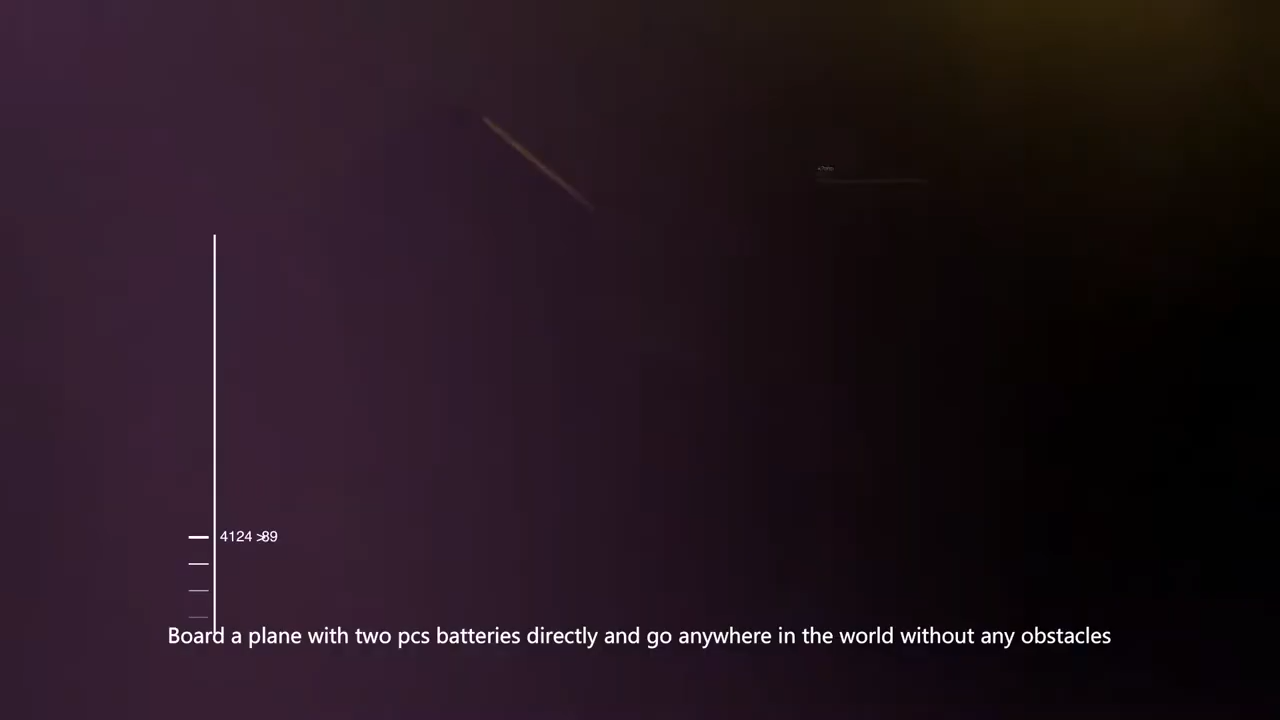 4124 >89
Board a plane with two pcs batteries directly and go anywhere in the world without any obstacles